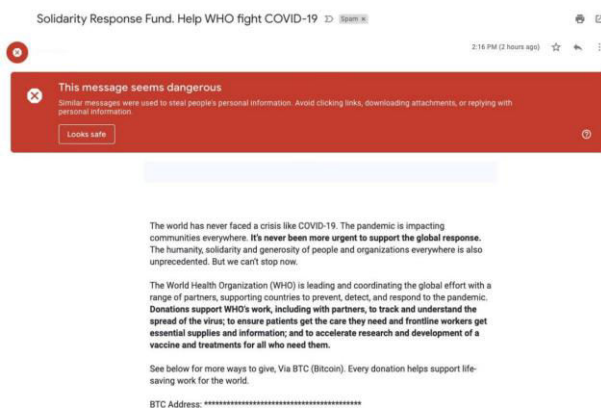 Solidarity Response Fund. Help WHO fight COVID-19 Spam ×
2:16 PM (2 hours ago)
This message seems dangerous
Similar messages were used to steal people's personal information. Avoid clicking links, downloading attachments, or replying with
personal information.
Looks safe
The world has never faced a crisis like COVID-19. The pandemic is impacting
communities everywhere. It's never been more urgent to support the global response.
The humanity, solidarity and generosity of people and organizations everywhere is also
unprecedented. But we can't stop now.
The World Health Organization (WHO) is leading and coordinating the global effort with a
range of partners, supporting countries to prevent, detect, and respond to the pandemic.
Donations support WHO's work, including with partners, to track and understand the
spread of the virus; to ensure patients get the care they need and frontline workers get
essential supplies and information; and to accelerate research and development of a
vaccine and treatments for all who need them.
See below for more ways to give, Via BTC (Bitcoin). Every donation helps support life-
saving work for the world.
BTC Address: ******************************************